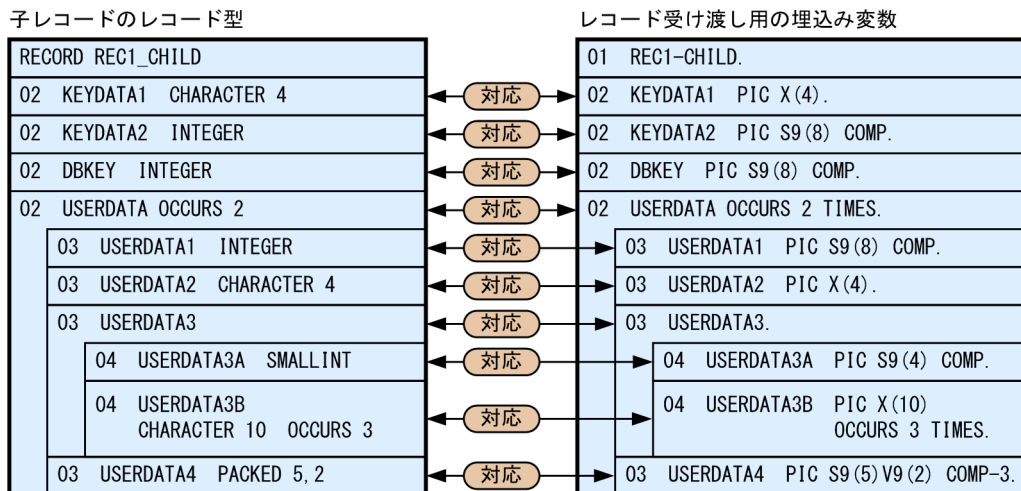 子レコードのレコード型
レコード受け渡し用の埋込み変数
RECORD REC1_CHILD
01 REC1-CHILD.
02 KEYDATA1 CHARACTER 4
対応
02 KEYDATA1 PIC X(4).
02 KEYDATA2 INTEGER
対応
02 KEYDATA2 PIC S9(8) COMP.
02 DBKEY INTEGER
対応
02 DBKEY PIC S9(8) COMP.
02 USERDATA OCCURS 2
対応
02 USERDATA OCCURS 2 TIMES.
03 USERDATA1 INTEGER
対応
03 USERDATA1 PIC S9(8) COMP.
03 USERDATA2 CHARACTER 4
対応
03 USERDATA2 PIC X(4).
03 USERDATA3
対応
03 USERDATA3.
04 USERDATA3A SMALLINT
対応
04 USERDATA3A PIC S9(4) COMP.
04 USERDATA3B
CHARACTER 10 OCCURS 3
対応
04 USERDATA3B PIC X(10)
OCCURS 3 TIMES.
03 USERDATA4 PACKED 5,2
対応
03 USERDATA4 PIC S9(5)V9(2) COMP-3.